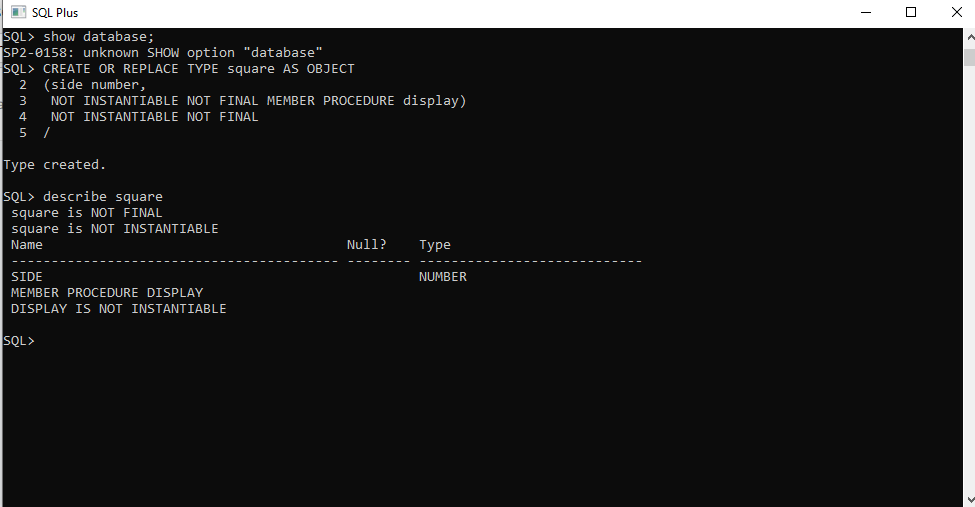 SQL Plus
SQL> show database;
SP2-0158: unknown SHOW option "database"
SQL> CREATE OR REPLACE TYPE square AS OBJECT
  2  (side number,
  3   NOT INSTANTIABLE NOT FINAL MEMBER PROCEDURE display)
  4   NOT INSTANTIABLE NOT FINAL
  5  /
Type created.
SQL> describe square
 square is NOT FINAL
 square is NOT INSTANTIABLE
 Name                                      Null?    Type
 ----------------------------------------- -------- ----------------------------
 SIDE                                               NUMBER
 MEMBER PROCEDURE DISPLAY
 DISPLAY IS NOT INSTANTIABLE
SQL>